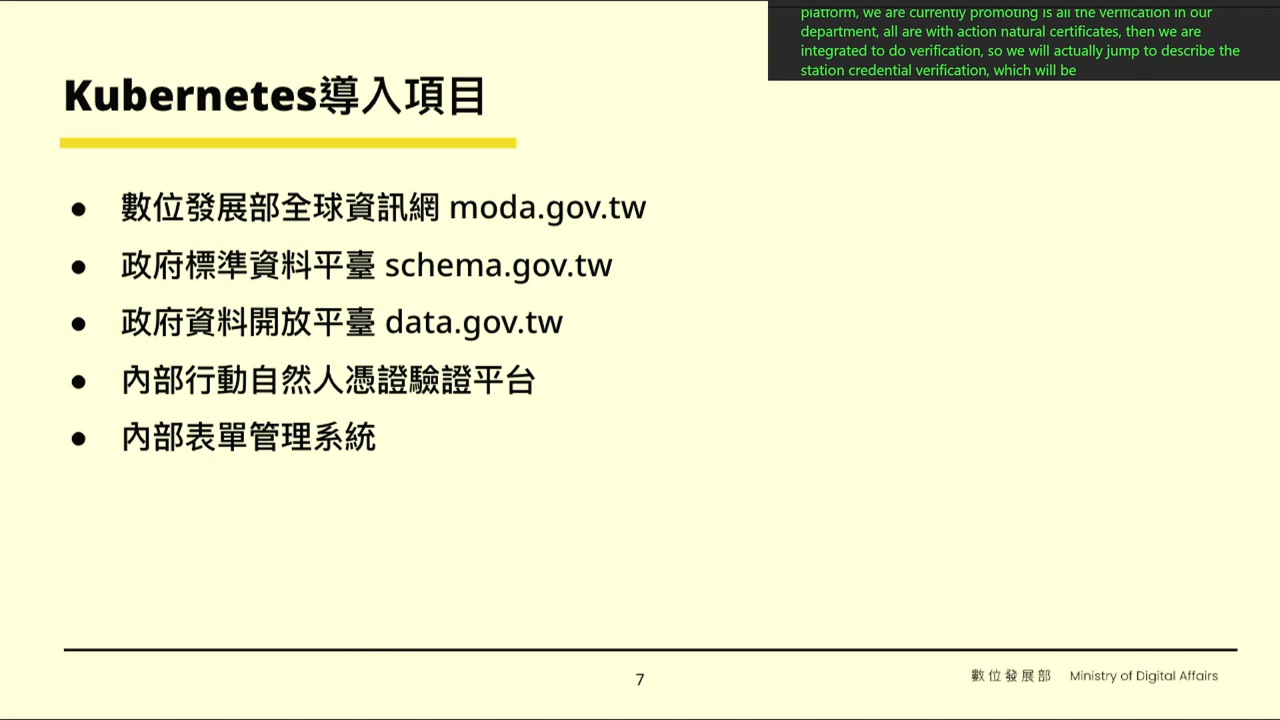 platform, we are currently promoting is all the verification in our
department, all are with action natural certificates, then we are
integrated to do verification, so we will actually jump to describe the
station credential verification, which will be
Kubernetes導入項目
● 數位發展部全球資訊網 moda.gov.tw
● 政府標準資料平臺 schema.gov.tw
● 政府資料開放平臺 data.gov.tw
● 內部行動自然人憑證驗證平台
● 內部表單管理系統
7
數位發展部 Ministry of Digital Affairs